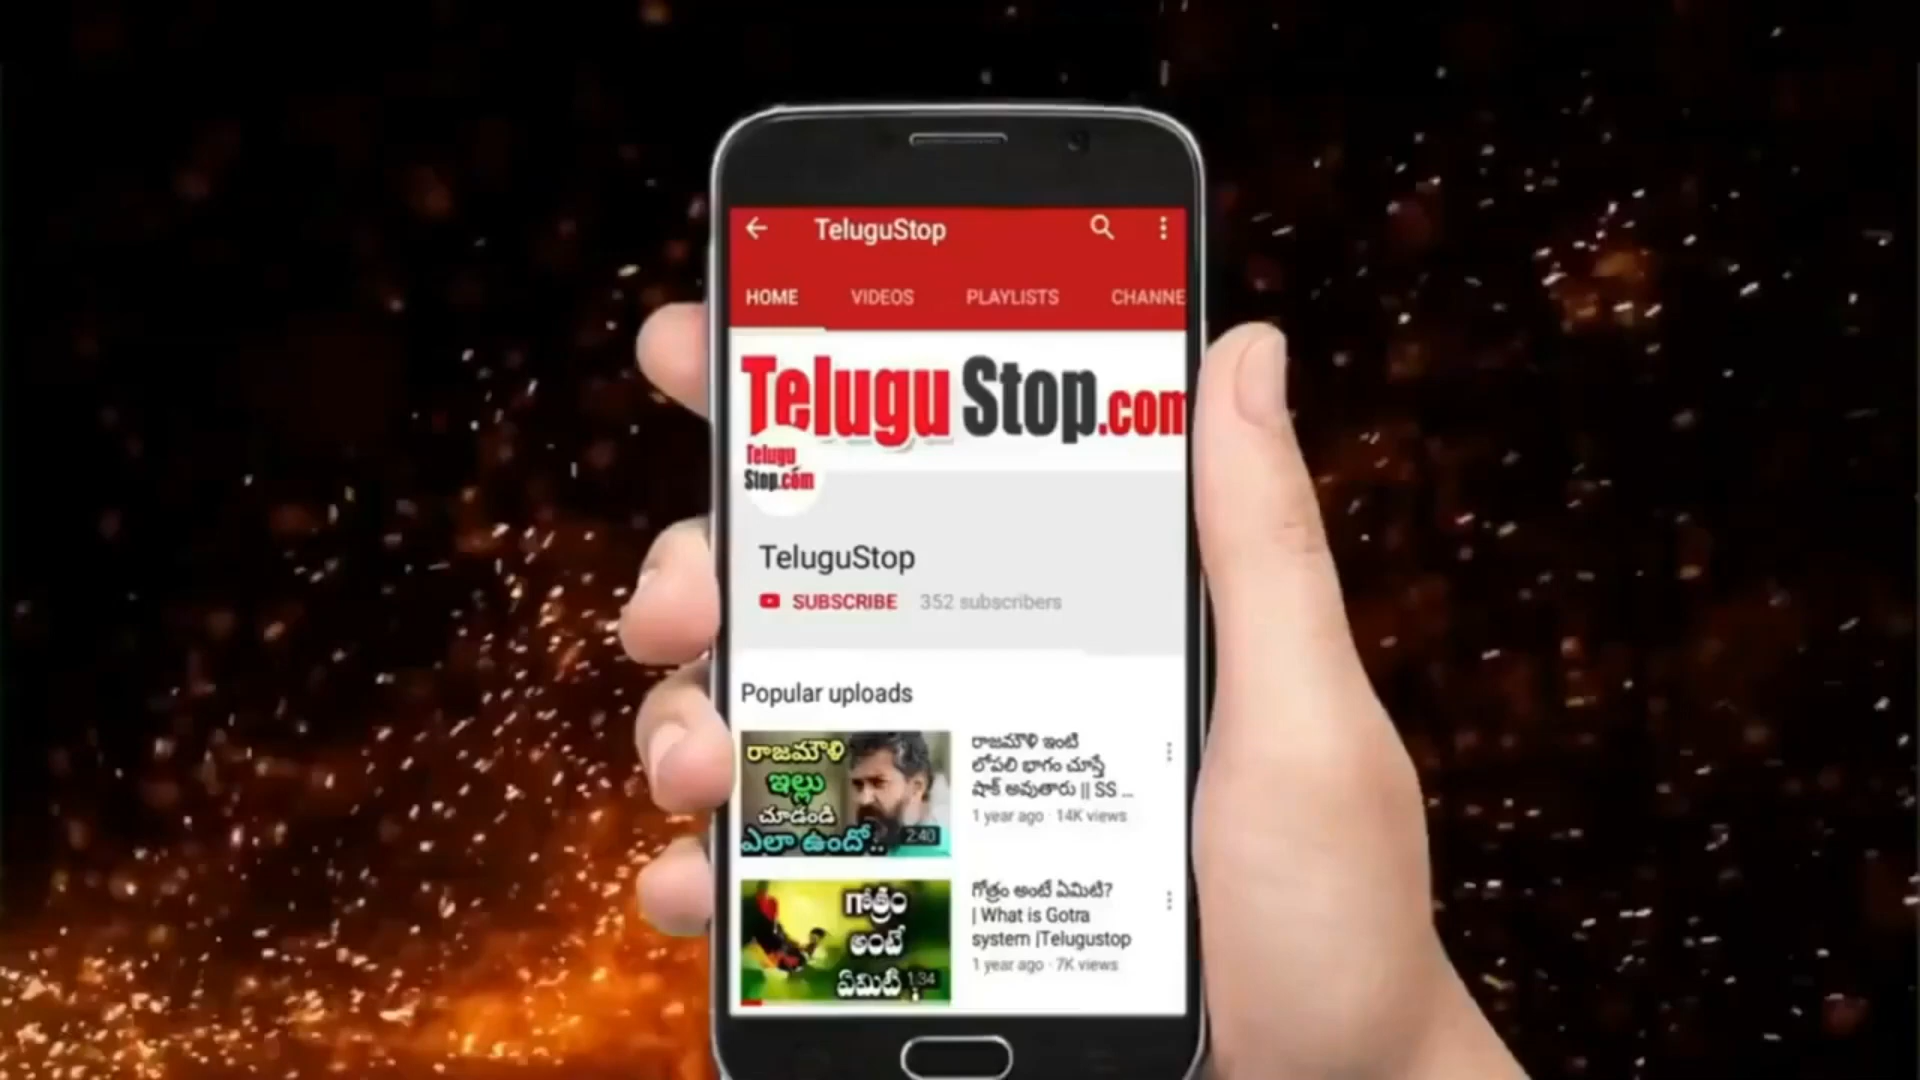 TeluguStop
HOME VIDEOS PLAYLISTS CHANNE
Telugu Stop.com
Telugu
Stop.com
TeluguStop
SUBSCRIBE 352 subscribers
Popular uploads
రాజమౌళి
ఇల్లు
చూడండి
ఎలా ఉందో..
2:40
రాజమౌళి ఇంటి
లోపలి భాగం చూస్తే
షాక్ అవుతారు || SS ...
1 year ago · 14K views
గోత్రం
అంటే
ఏమిటి ?
1:34
గోత్రం అంటే ఏమిటి?
| What is Gotra
system |Telugustop
1 year ago · 7K views